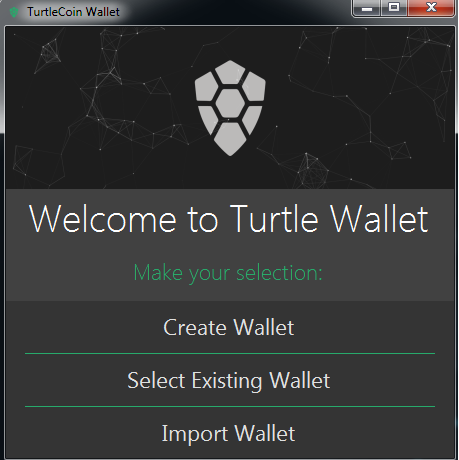 TurtleCoin Wallet
Welcome to Turtle Wallet
Make your selection:
Create Wallet
Select Existing Wallet
Import Wallet